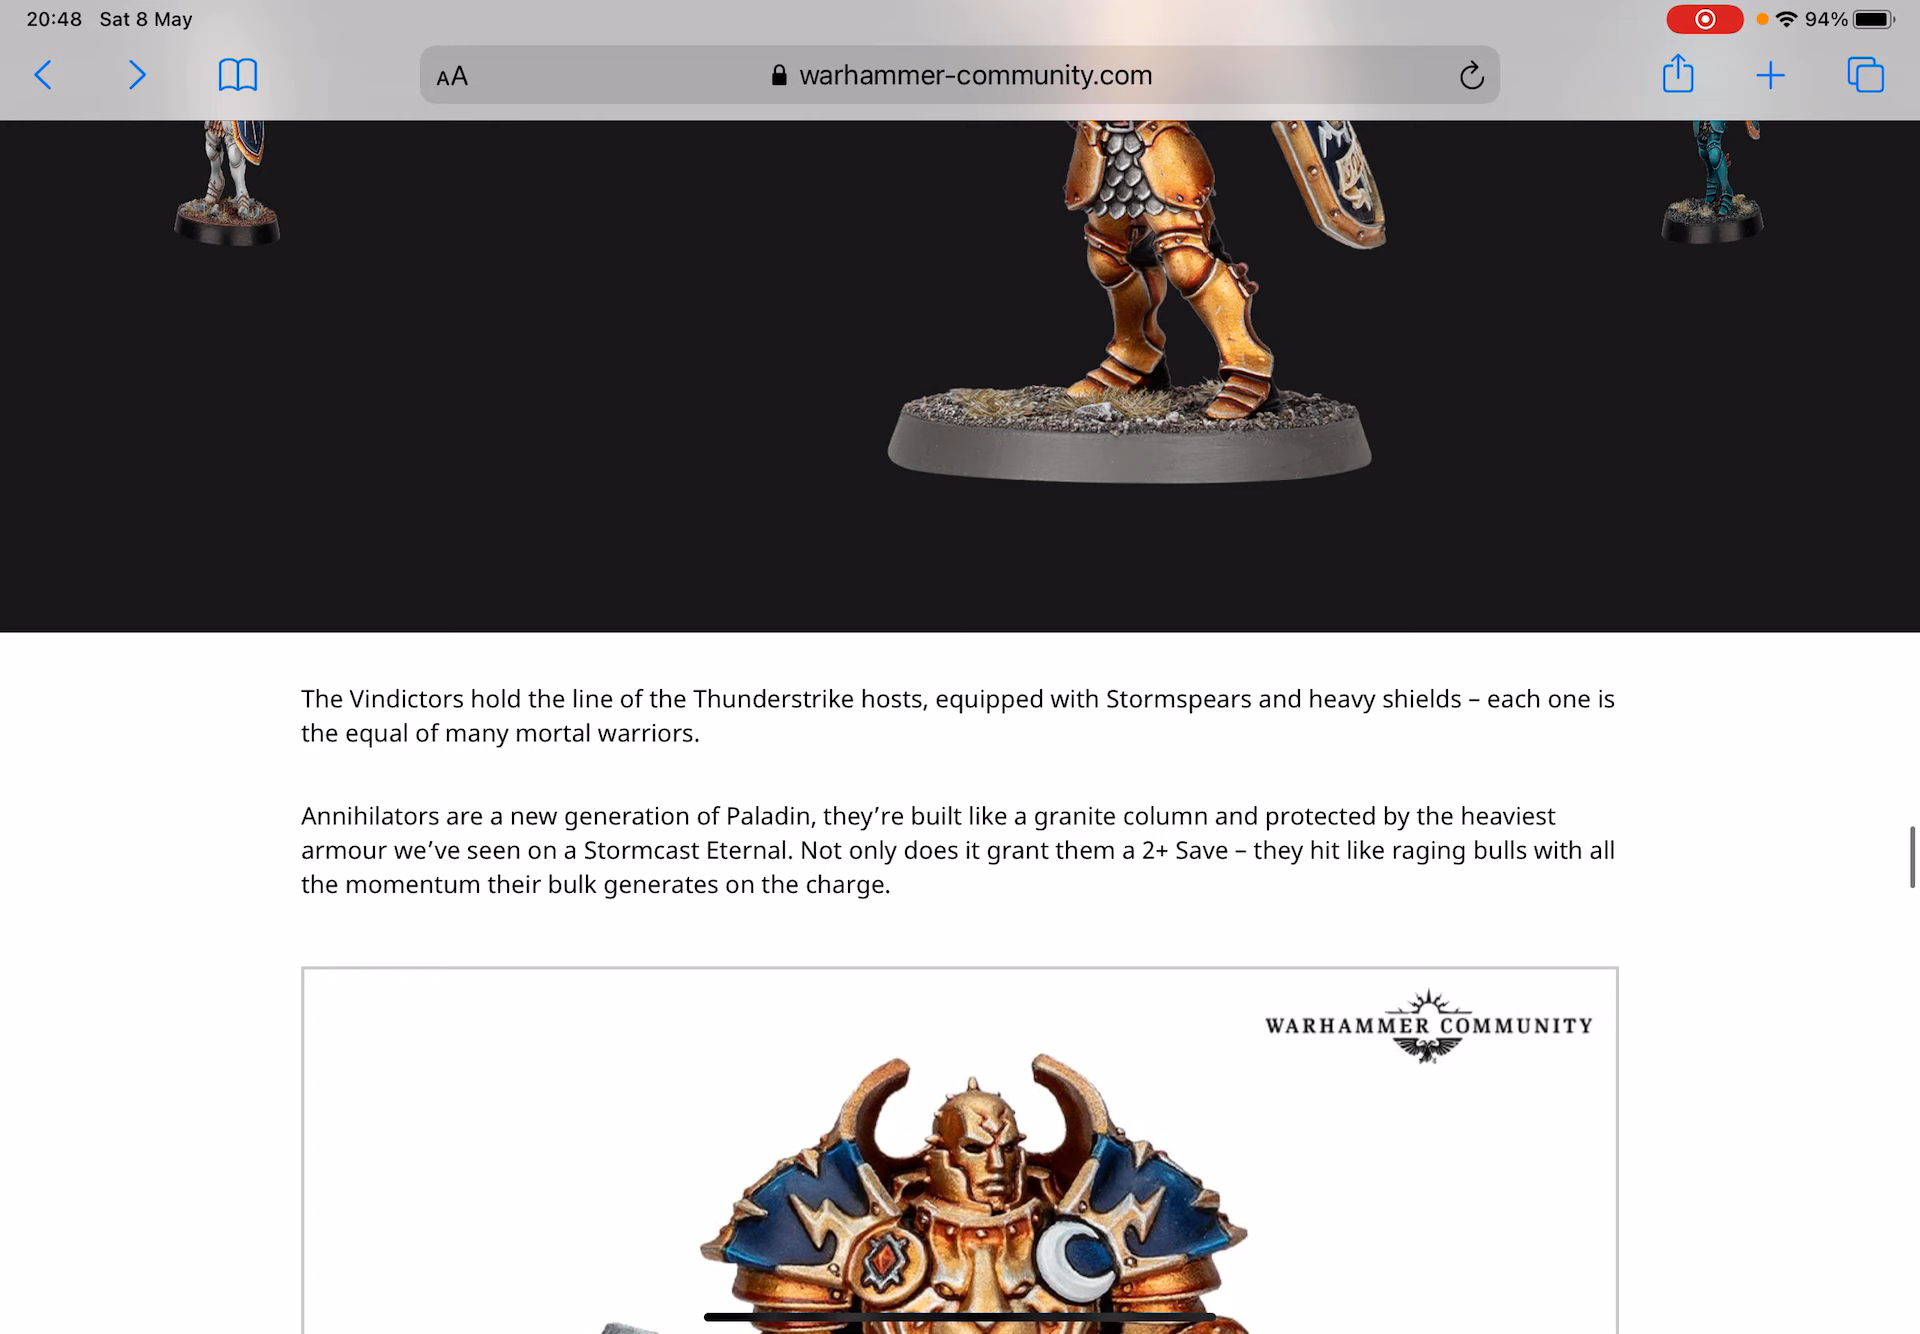 20:48 Sat 8 May
94%
AA
warhammer-community.com
The Vindictors hold the line of the Thunderstrike hosts, equipped with Stormspears and heavy shields – each one is
the equal of many mortal warriors.
Annihilators are a new generation of Paladin, they’re built like a granite column and protected by the heaviest
armour we’ve seen on a Stormcast Eternal. Not only does it grant them a 2+ Save – they hit like raging bulls with all
the momentum their bulk generates on the charge.
WARHAMMER COMMUNITY